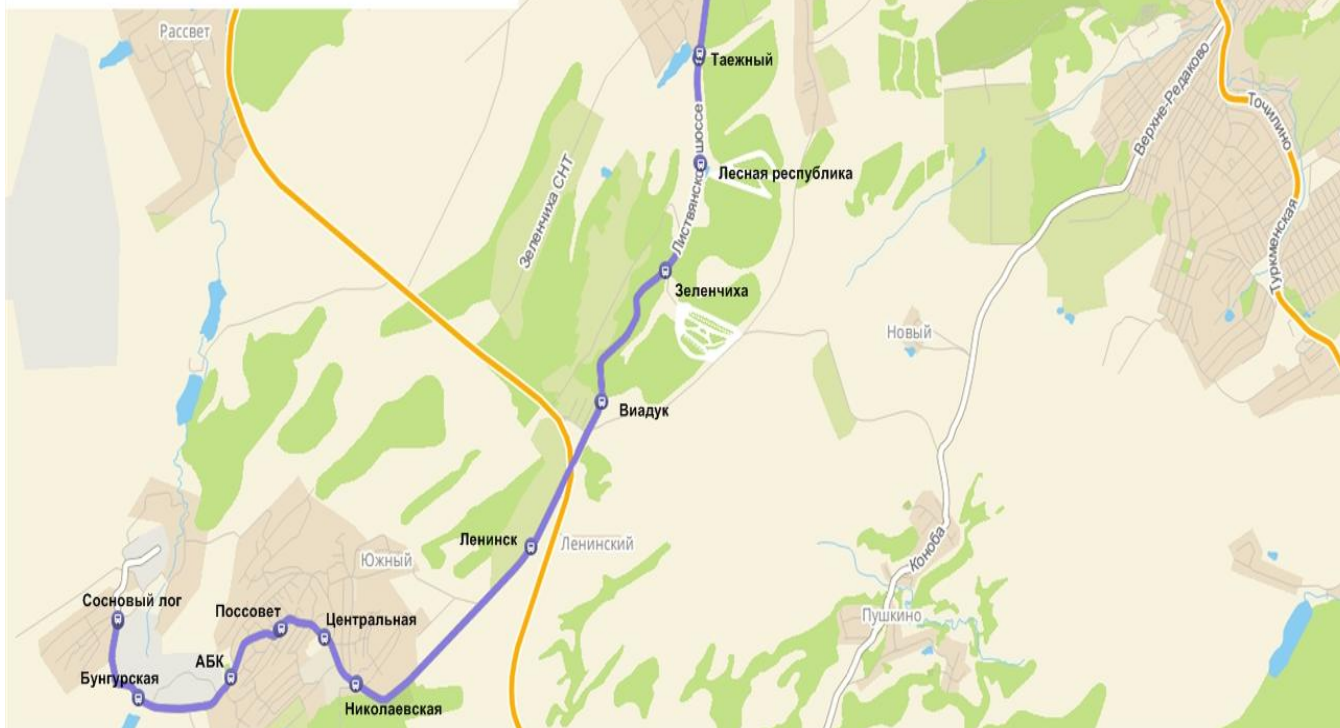 Рассвет
Таежный
Верхне-Редаково
Точилино
Листвянско шоссе
Лесная республика
Зеленчиха СНТ
Туркменская
Зеленчиха
Новый
Виадук
Ленинск
Ленинский
Южный
Коноба
Пушкино
Сосновый лог
Поссовет
Центральная
АБК
Бунгурская
Николаевская